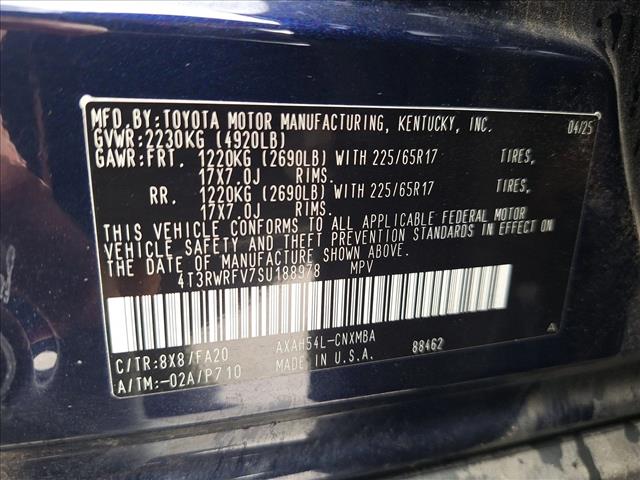 MFD.BY:TOYOTA MOTOR MANUFACTURING, KENTUCKY, INC. 04/25
GVWR:2230KG (4920LB)
GAWR:FRT. 1220KG (2690LB) WITH 225/65R17 TIRES,
17X7.0J RIMS.
RR. 1220KG (2690LB) WITH 225/65R17 TIRES,
17X7.0J RIMS.
THIS VEHICLE CONFORMS TO ALL APPLICABLE FEDERAL MOTOR
VEHICLE SAFETY AND THEFT PREVENTION STANDARDS IN EFFECT ON
THE DATE OF MANUFACTURE SHOWN ABOVE.
4T3RWRFV7SU188978 MPV
C/TR:8X8/FA20 AXAH54L-CNXMBA 88462
A/TM:-02A/P710 MADE IN U.S.A.